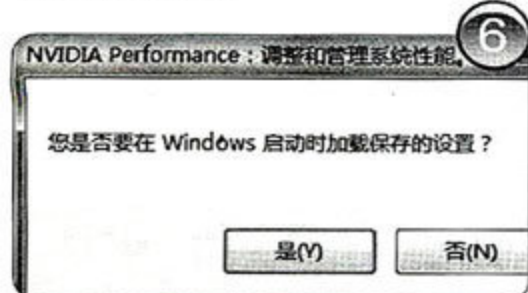 6
NVIDIA Performance：调整和管理系统性能。
您是否要在 Windows 启动时加载保存的设置？
是(Y)
否(N)